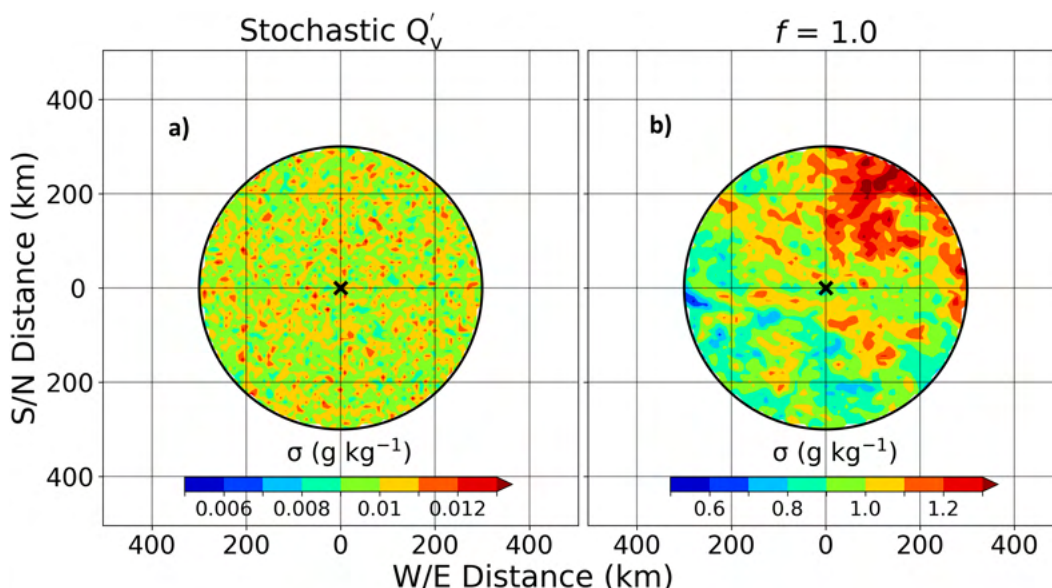 Stochastic Q'v
f = 1.0
a)
b)
S/N Distance (km)
400
200
0
200
400
σ (g kg⁻¹)
0.006 0.008 0.01 0.012
σ (g kg⁻¹)
0.6 0.8 1.0 1.2
400 200 0 200 400
400 200 0 200 400
W/E Distance (km)